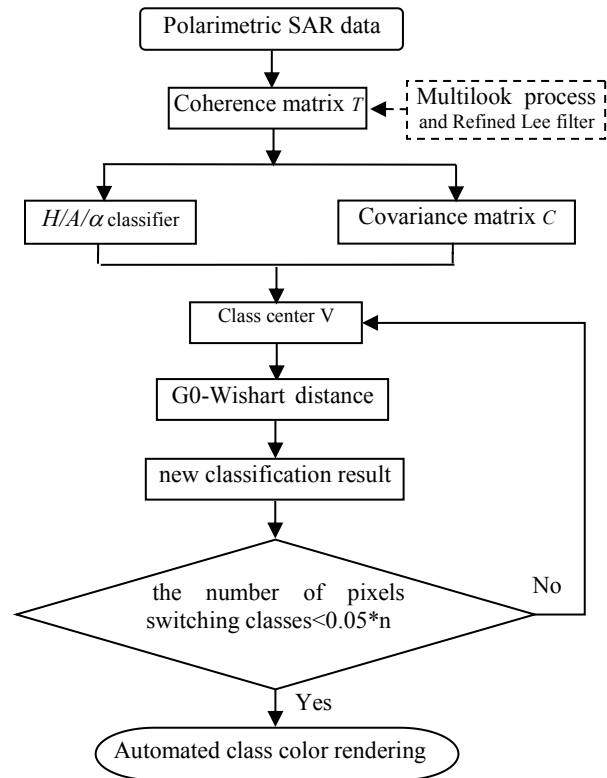 Polarimetric SAR data
Coherence matrix T
Multilook process
and Refined Lee filter
H/A/α classifier
Covariance matrix C
Class center V
G0-Wishart distance
new classification result
the number of pixels
switching classes<0.05*n
No
Yes
Automated class color rendering